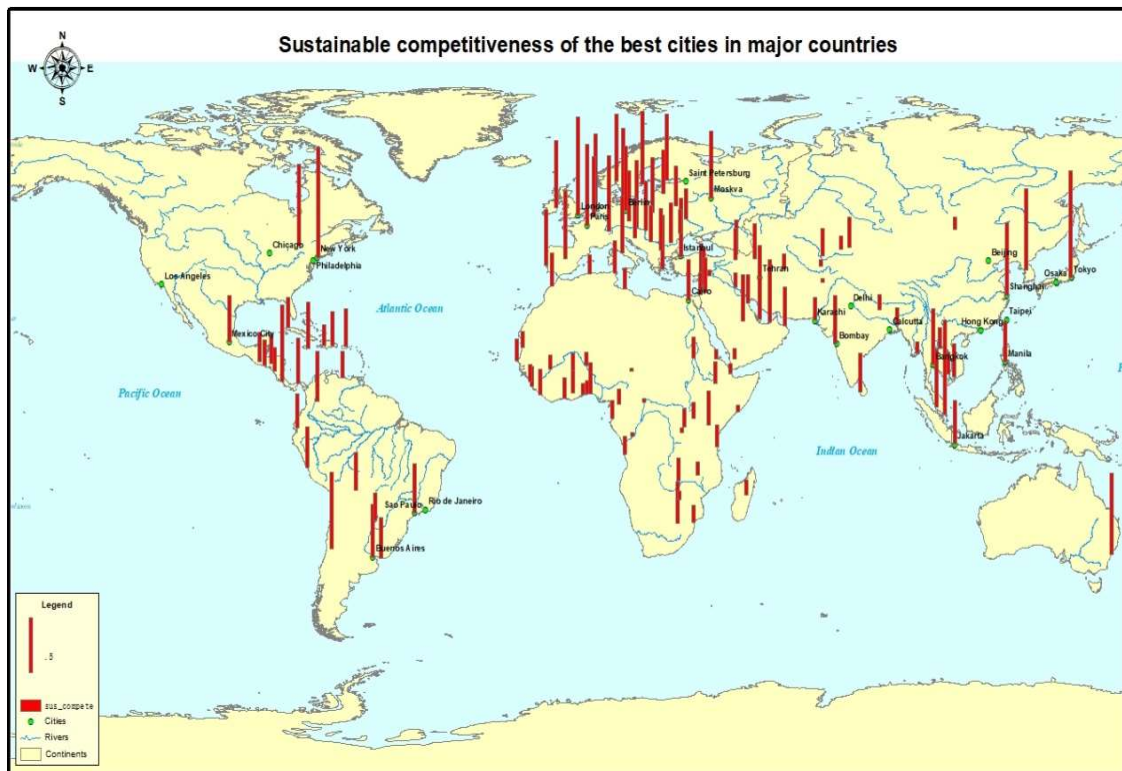 Sustainable competitiveness of the best cities in major countries
N
W E
S
Saint Petersburg
Moskva
London
Berlin
Paris
Chicago
New York
Philadelphia
Los Angeles
Istanbul
Tehran
Cairo
Beijing
Osaka
Tokyo
Shanghai
Delhi
Karachi
Calcutta
Hong Kong
Taipei
Bombay
Mexico City
Bangkok
Manila
Atlantic Ocean
Pacific Ocean
Indian Ocean
Jakarta
Sao Paulo
Rio de Janeiro
Buenos Aires
Legend
.5
sus_compete
Cities
Rivers
Continents